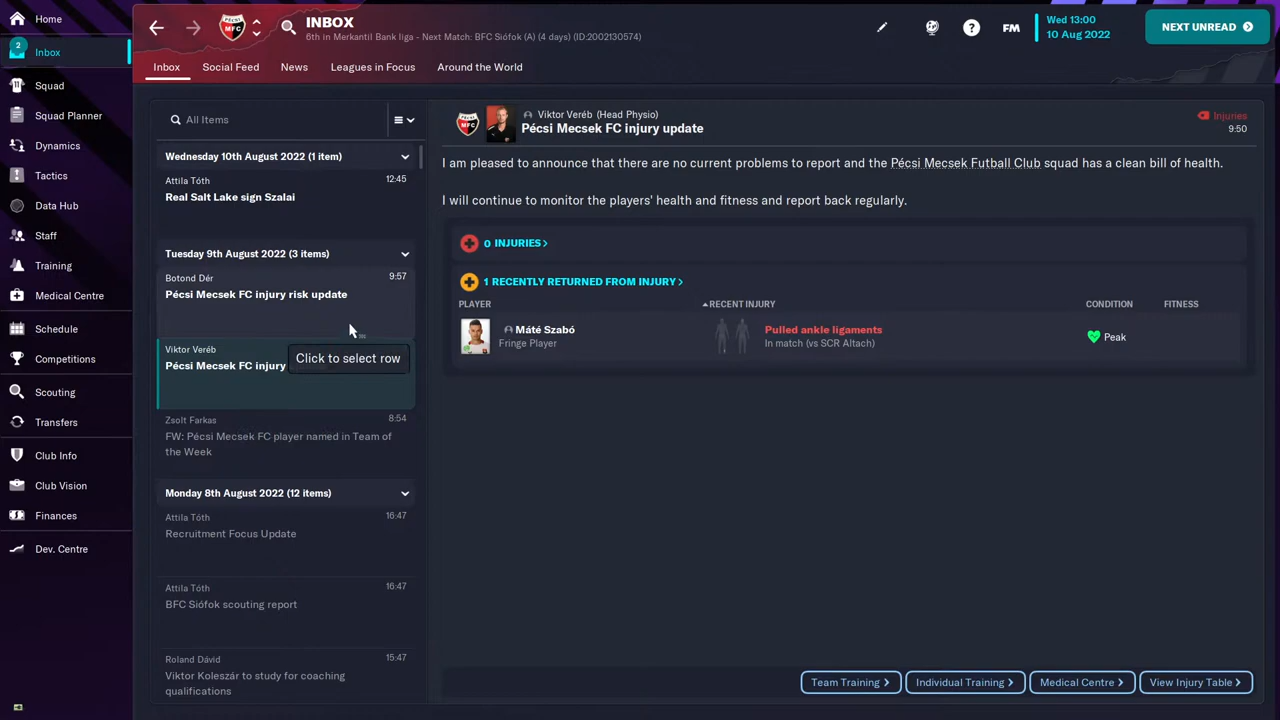 Home
2
Inbox
Squad
Squad Planner
Dynamics
Tactics
Data Hub
Staff
Training
Medical Centre
Schedule
Competitions
Scouting
Transfers
Club Info
Club Vision
Finances
Dev. Centre
INBOX
6th in Merkantil Bank liga - Next Match: BFC Siófok (A) (4 days) (ID:2002130574)
FM
Wed 13:00
10 Aug 2022
NEXT UNREAD
Inbox Social Feed News Leagues in Focus Around the World
All Items
Wednesday 10th August 2022 (1 item)
Attila Tóth 12:45
Real Salt Lake sign Szalai
Tuesday 9th August 2022 (3 items)
Botond Dér 9:57
Pécsi Mecsek FC injury risk update
Viktor Veréb
Pécsi Mecsek FC injury
Click to select row
Zsolt Farkas 8:54
FW: Pécsi Mecsek FC player named in Team of
the Week
Monday 8th August 2022 (12 items)
Attila Tóth 16:47
Recruitment Focus Update
Attila Tóth 16:47
BFC Siófok scouting report
Roland Dávid 15:47
Viktor Koleszár to study for coaching
qualifications
Viktor Veréb (Head Physio)
Pécsi Mecsek FC injury update
Injuries
9:50
I am pleased to announce that there are no current problems to report and the Pécsi Mecsek Futball Club squad has a clean bill of health.
I will continue to monitor the players' health and fitness and report back regularly.
0 INJURIES
1 RECENTLY RETURNED FROM INJURY
PLAYER RECENT INJURY CONDITION FITNESS
Máté Szabó
Fringe Player
Pulled ankle ligaments
In match (vs SCR Altach)
Peak
Team Training Individual Training Medical Centre View Injury Table